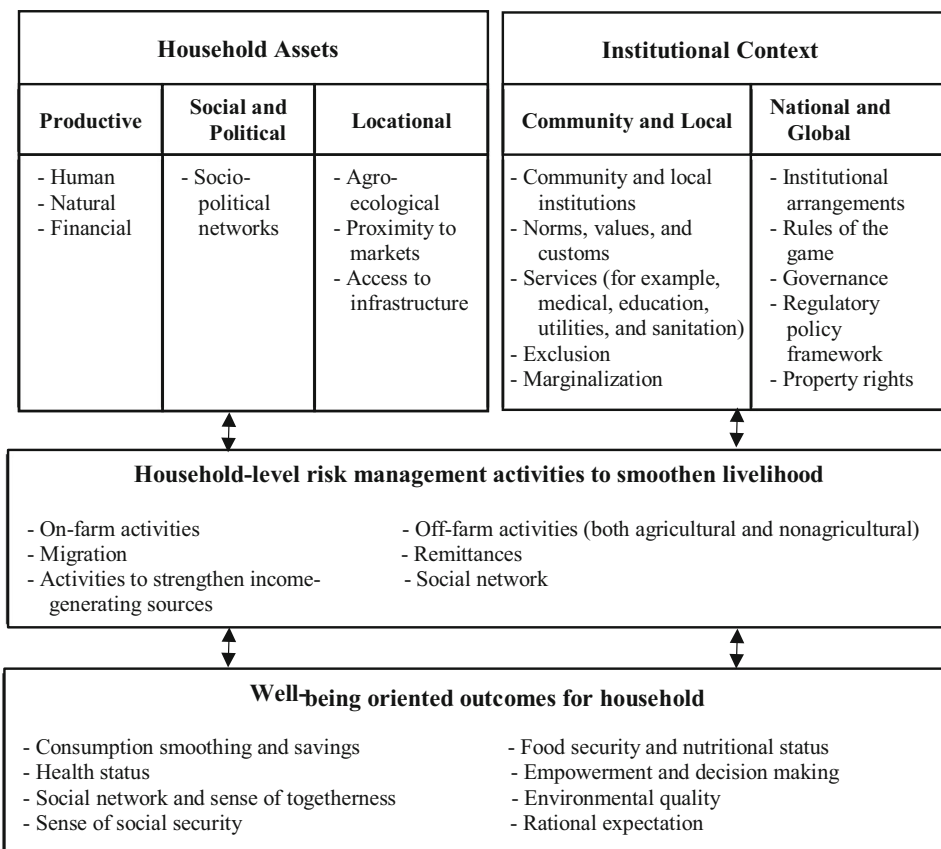 Household Assets
Productive
Social and
Political
Locational
- Human
- Natural
- Financial
- Socio-
political
networks
- Agro-
ecological
- Proximity to
markets
- Access to
infrastructure
Institutional Context
Community and Local
National and
Global
- Community and local
institutions
- Norms, values, and
customs
- Services (for example,
medical, education,
utilities, and sanitation)
- Exclusion
- Marginalization
- Institutional
arrangements
- Rules of the
game
- Governance
- Regulatory
policy
framework
- Property rights
Household-level risk management activities to smoothen livelihood
- On-farm activities
- Migration
- Activities to strengthen income-
generating sources
- Off-farm activities (both agricultural and nonagricultural)
- Remittances
- Social network
Well-being oriented outcomes for household
- Consumption smoothing and savings
- Health status
- Social network and sense of togetherness
- Sense of social security
- Food security and nutritional status
- Empowerment and decision making
- Environmental quality
- Rational expectation